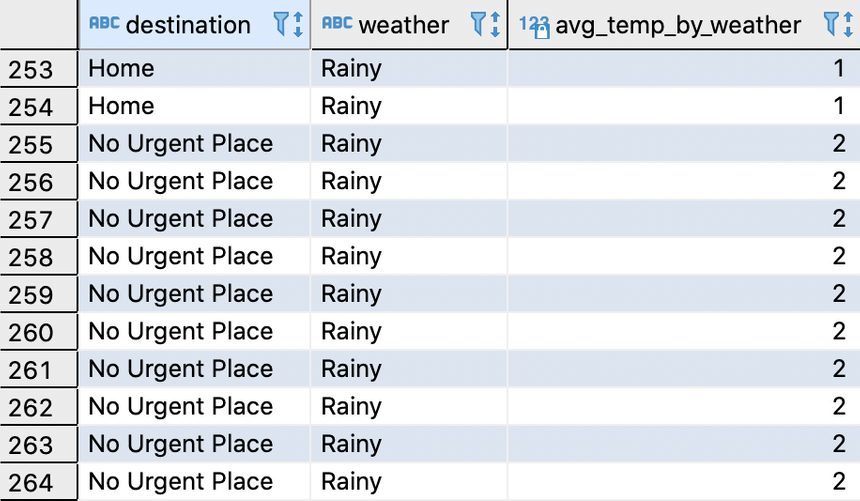 ABC destination ABC weather 123 avg_temp_by_weather
253 Home Rainy 1
254 Home Rainy 1
255 No Urgent Place Rainy 2
256 No Urgent Place Rainy 2
257 No Urgent Place Rainy 2
258 No Urgent Place Rainy 2
259 No Urgent Place Rainy 2
260 No Urgent Place Rainy 2
261 No Urgent Place Rainy 2
262 No Urgent Place Rainy 2
263 No Urgent Place Rainy 2
264 No Urgent Place Rainy 2